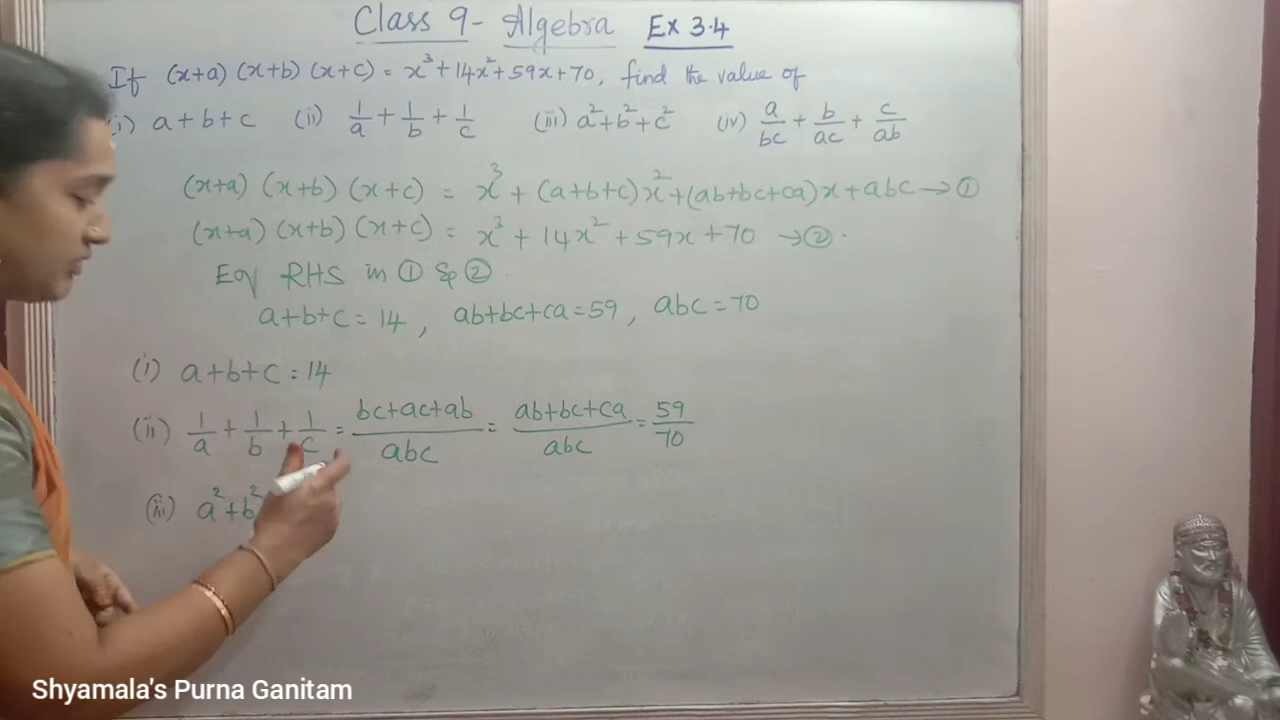 Class 9- Algebra Ex 3.4
If (x+a) (x+b) (x+c) = x³+14x²+59x+70, find the value of
i) a+b+c (ii) 1/a + 1/b + 1/c (iii) a²+b²+c² (iv) a/bc + b/ac + c/ab
(x+a) (x+b) (x+c) = x³ + (a+b+c)x²+(ab+bc+ca)x+abc → ①
(x+a) (x+b) (x+c) = x³ + 14x² + 59x + 70 → ②.
Eq RHS in ① & ②.
a+b+c = 14, ab+bc+ca=59, abc = 70
(i) a+b+c = 14
(ii) 1/a + 1/b + 1/c = bc+ac+ab/abc = ab+bc+ca/abc = 59/70
(iii) a²+b²
Shyamala's Purna Ganitam